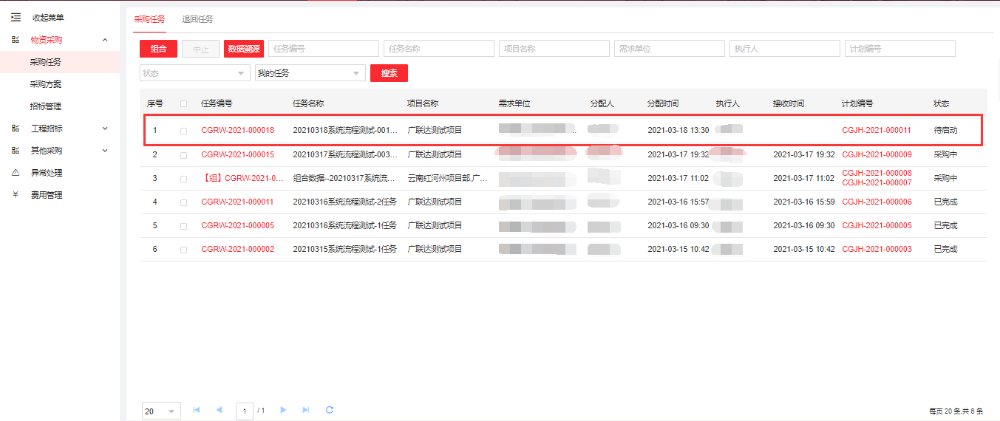 收起菜单
物资采购
采购任务
采购方案
招标管理
工程招标
其他采购
异常处理
¥ 费用管理
采购任务 退回任务
组合 中止 数据溯源 任务编号 任务名称 项目名称 需求单位 执行人 计划编号
状态 我的任务 搜索
序号 任务编号 任务名称 项目名称 需求单位 分配人 分配时间 执行人 接收时间 计划编号 状态
1 CGRW-2021-000018 20210318系统流程测试-001... 广联达测试项目 ... 2021-03-18 13:30 CGJH-2021-000011 待启动
2 CGRW-2021-000015 20210317系统流程测试-003... 广联达测试项目 2021-03-17 19:32 2021-03-17 19:32 CGJH-2021-000009 采购中
3 【组】CGRW-2021-0... 组合数据--20210317系统流... 云南红河州项目部,广... 2021-03-17 11:02 2021-03-17 11:02 CGJH-2021-000008 采购中
CGJH-2021-000007
4 CGRW-2021-000011 20210316系统流程测试-2任务 广联达测试项目 2021-03-16 15:57 2021-03-16 15:59 CGJH-2021-000006 已完成
5 CGRW-2021-000005 20210316系统流程测试-1任务 广联达测试项目 2021-03-16 09:30 2021-03-16 09:30 CGJH-2021-000005 已完成
6 CGRW-2021-000002 20210315系统流程测试-1任务 广联达测试项目 2021-03-15 10:42 2021-03-15 10:42 CGJH-2021-000003 已完成
20 1 / 1 每页 20 条,共 6 条